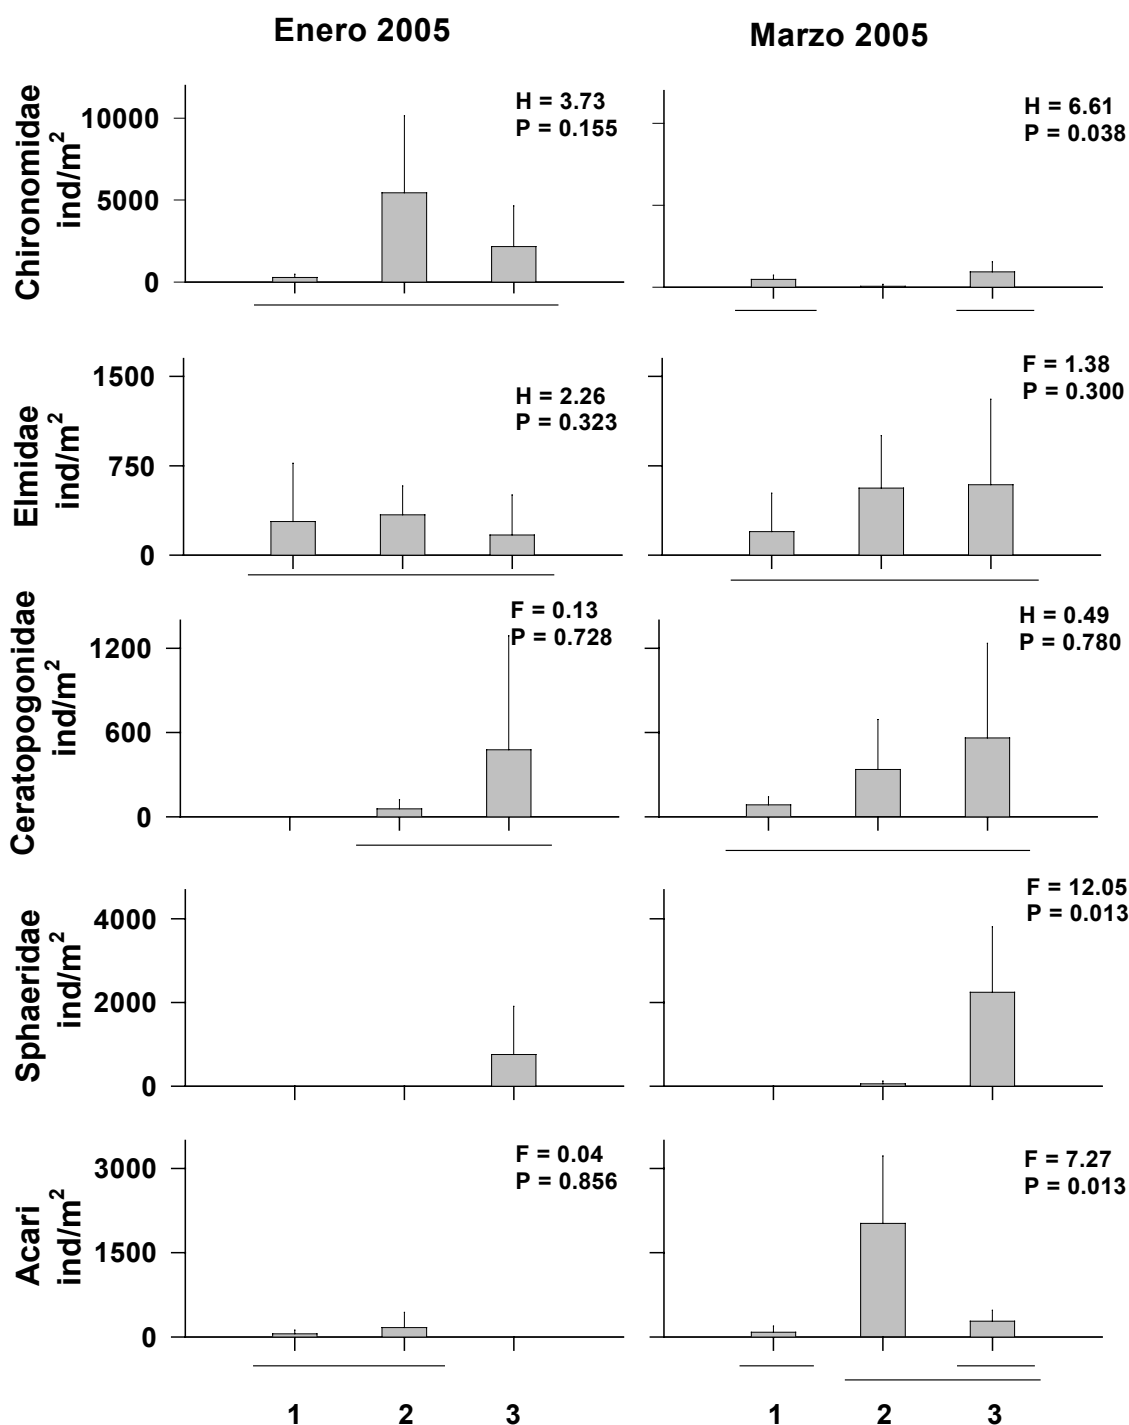 Enero 2005
Marzo 2005
Chironomidae
ind/m²
10000
5000
0
H = 3.73
P = 0.155
H = 6.61
P = 0.038
Elmidae
ind/m²
1500
750
0
H = 2.26
P = 0.323
F = 1.38
P = 0.300
Ceratopogonidae
ind/m²
1200
600
0
F = 0.13
P = 0.728
H = 0.49
P = 0.780
Sphaeridae
ind/m²
4000
2000
0
F = 12.05
P = 0.013
Acari
ind/m²
3000
1500
0
F = 0.04
P = 0.856
F = 7.27
P = 0.013
1 2 3
1 2 3